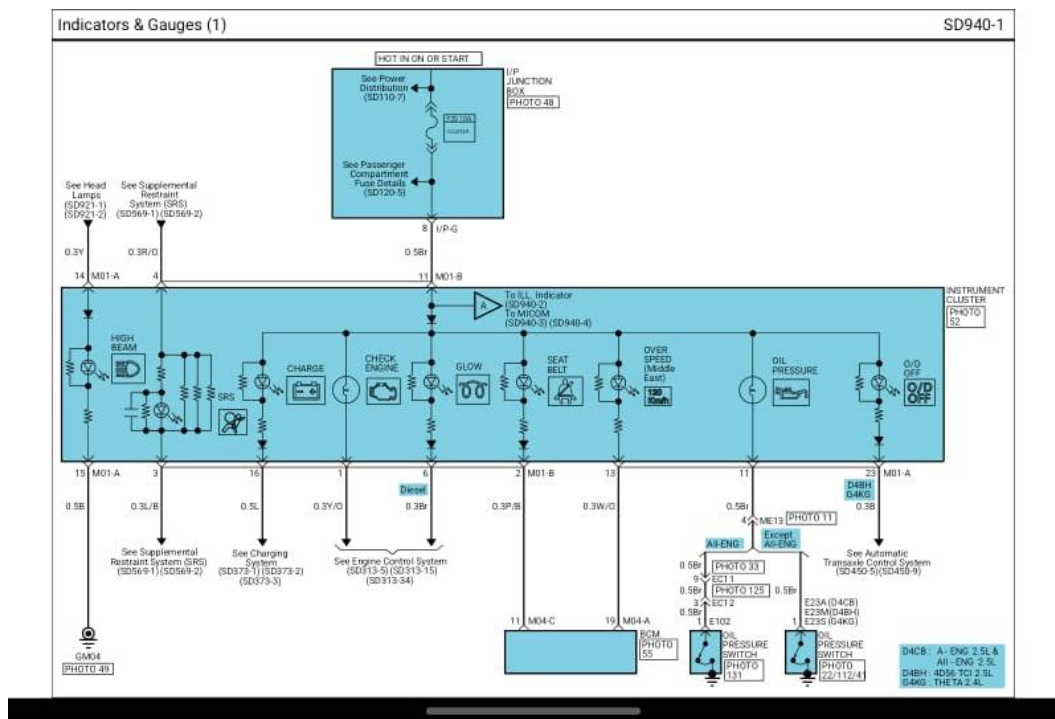 Indicators & Gauges (1)
SD940-1
HOT IN ON OR START
See Power
Distribution
(SD110-7)
I/P
JUNCTION
BOX
PHOTO 48
CLUSTER
See Passenger
Compartment
Fuse Details
(SD120-5)
See Head
Lamps
(SD921-1)
(SD921-2)
See Supplemental
Restraint
System (SRS)
(SD569-1) (SD569-2)
8 I/P-G
0.3Y
0.3R/O
0.5Br
14 M01-A
4
11 M01-B
INSTRUMENT
CLUSTER
PHOTO
52
A
To ILL. Indicator
(SD940-2)
To MICOM
(SD940-3) (SD940-4)
HIGH
BEAM
SRS
CHARGE
CHECK
ENGINE
GLOW
SEAT
BELT
OVER
SPEED
(Middle
East)
120
Km/h
OIL
PRESSURE
O/D
OFF
O/D
OFF
15 M01-A
3
16
1
6
2 M01-B
13
11
23 M01-A
Diesel
D4BH
G4KG
0.5B
0.3L/B
0.5L
0.3Y/O
0.3Br
0.3P/B
0.3W/O
0.5Br
0.3B
4 ME13
PHOTO 11
All-ENG
Except
All-ENG
See Supplemental
Restraint System (SRS)
(SD569-1) (SD569-2)
See Charging
System
(SD373-1) (SD373-2)
(SD373-3)
See Engine Control System
(SD313-5) (SD313-15)
(SD313-34)
See Automatic
Transaxle Control System
(SD450-5) (SD450-9)
0.5Br
PHOTO 33
9 EC11
0.5Br
PHOTO 125
0.5Br
3 EC12
0.5Br
E23A (D4CB)
E23M (D4BH)
E23S (G4KG)
11 M04-C
19 M04-A
1 E102
1
BCM
PHOTO
55
OIL
PRESSURE
SWITCH
PHOTO
131
OIL
PRESSURE
SWITCH
PHOTO
22/112/41
GM04
PHOTO 49
D4CB : A - ENG 2.5L &
AII - ENG 2.5L
D4BH : 4D56 TCI 2.5L
G4KG : THETA 2.4L